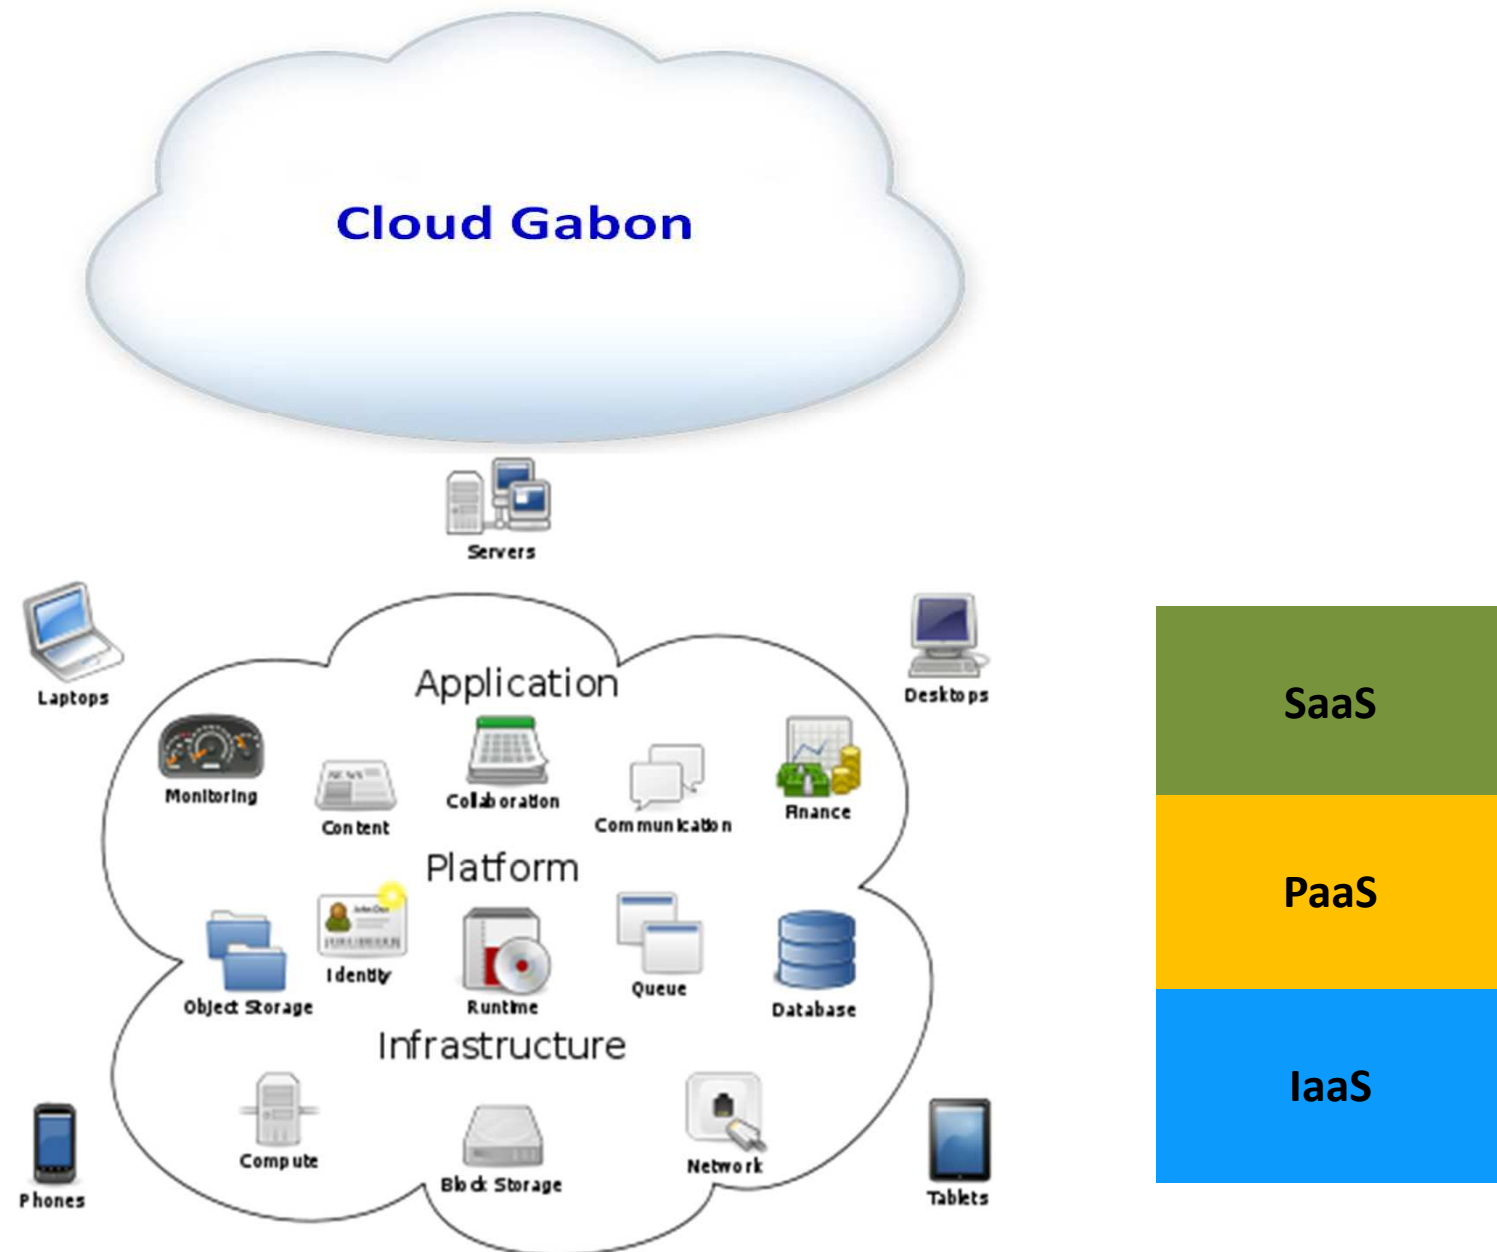 Cloud Gabon
Servers
Laptops
Desktops
Application
Monitoring
Content
Collaboration
Communication
Finance
Platform
Object Storage
Identity
Runtime
Queue
Database
Infrastructure
Compute
Block Storage
Network
Phones
Tablets
SaaS
PaaS
IaaS